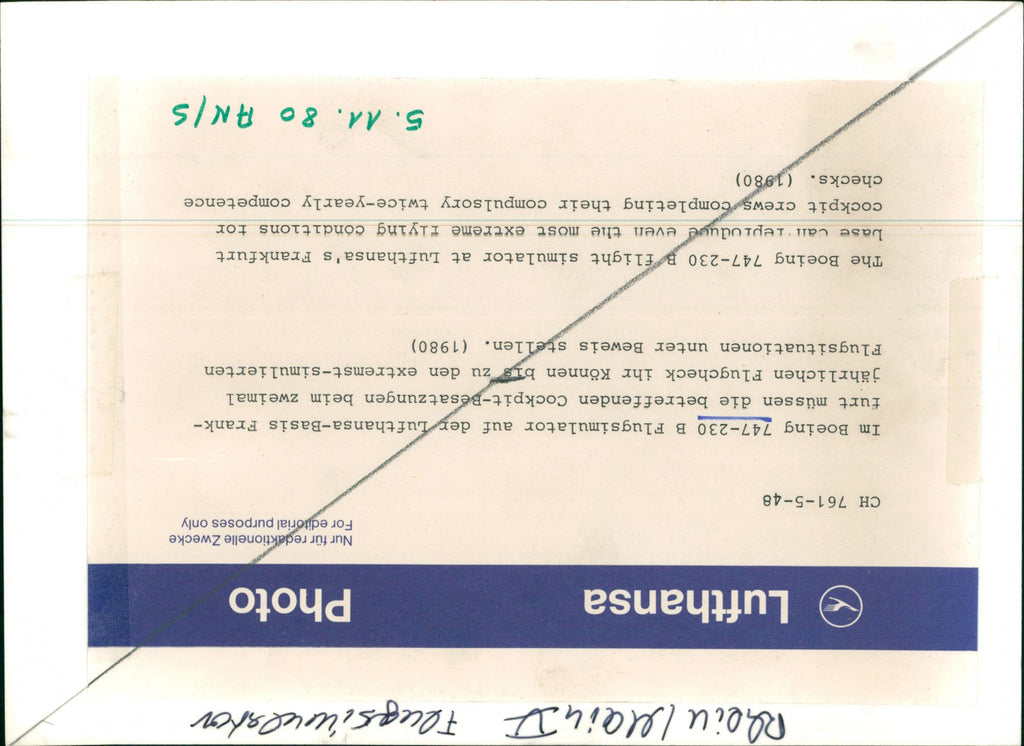 Rhein/Main IV Flugsimulator
Lufthansa Photo
Nur für redaktionelle Zwecke
For editorial purposes only
CH 761-5-48
Im Boeing 747-230 B Flugsimulator auf der Lufthansa-Basis Frank-
furt müssen die betreffenden Cockpit-Besatzungen beim zweimal
jährlichen Flugcheck ihr Können bis zu den extremst-simulierten
Flugsituationen unter Beweis stellen. (1980)
The Boeing 747-230 B flight simulator at Lufthansa's Frankfurt
base can reproduce even the most extreme flying conditions for
cockpit crews completing their compulsory twice-yearly competence
checks. (1980)
5.11.80 AN/S